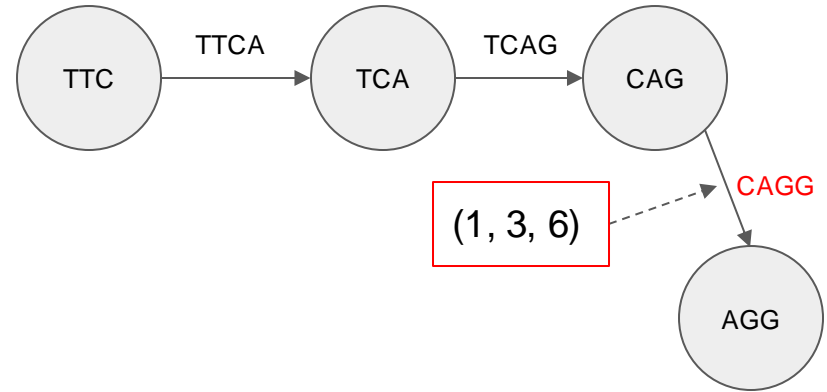 TTCA
TCAG
TTC
TCA
CAG
CAGG
(1, 3, 6)
AGG